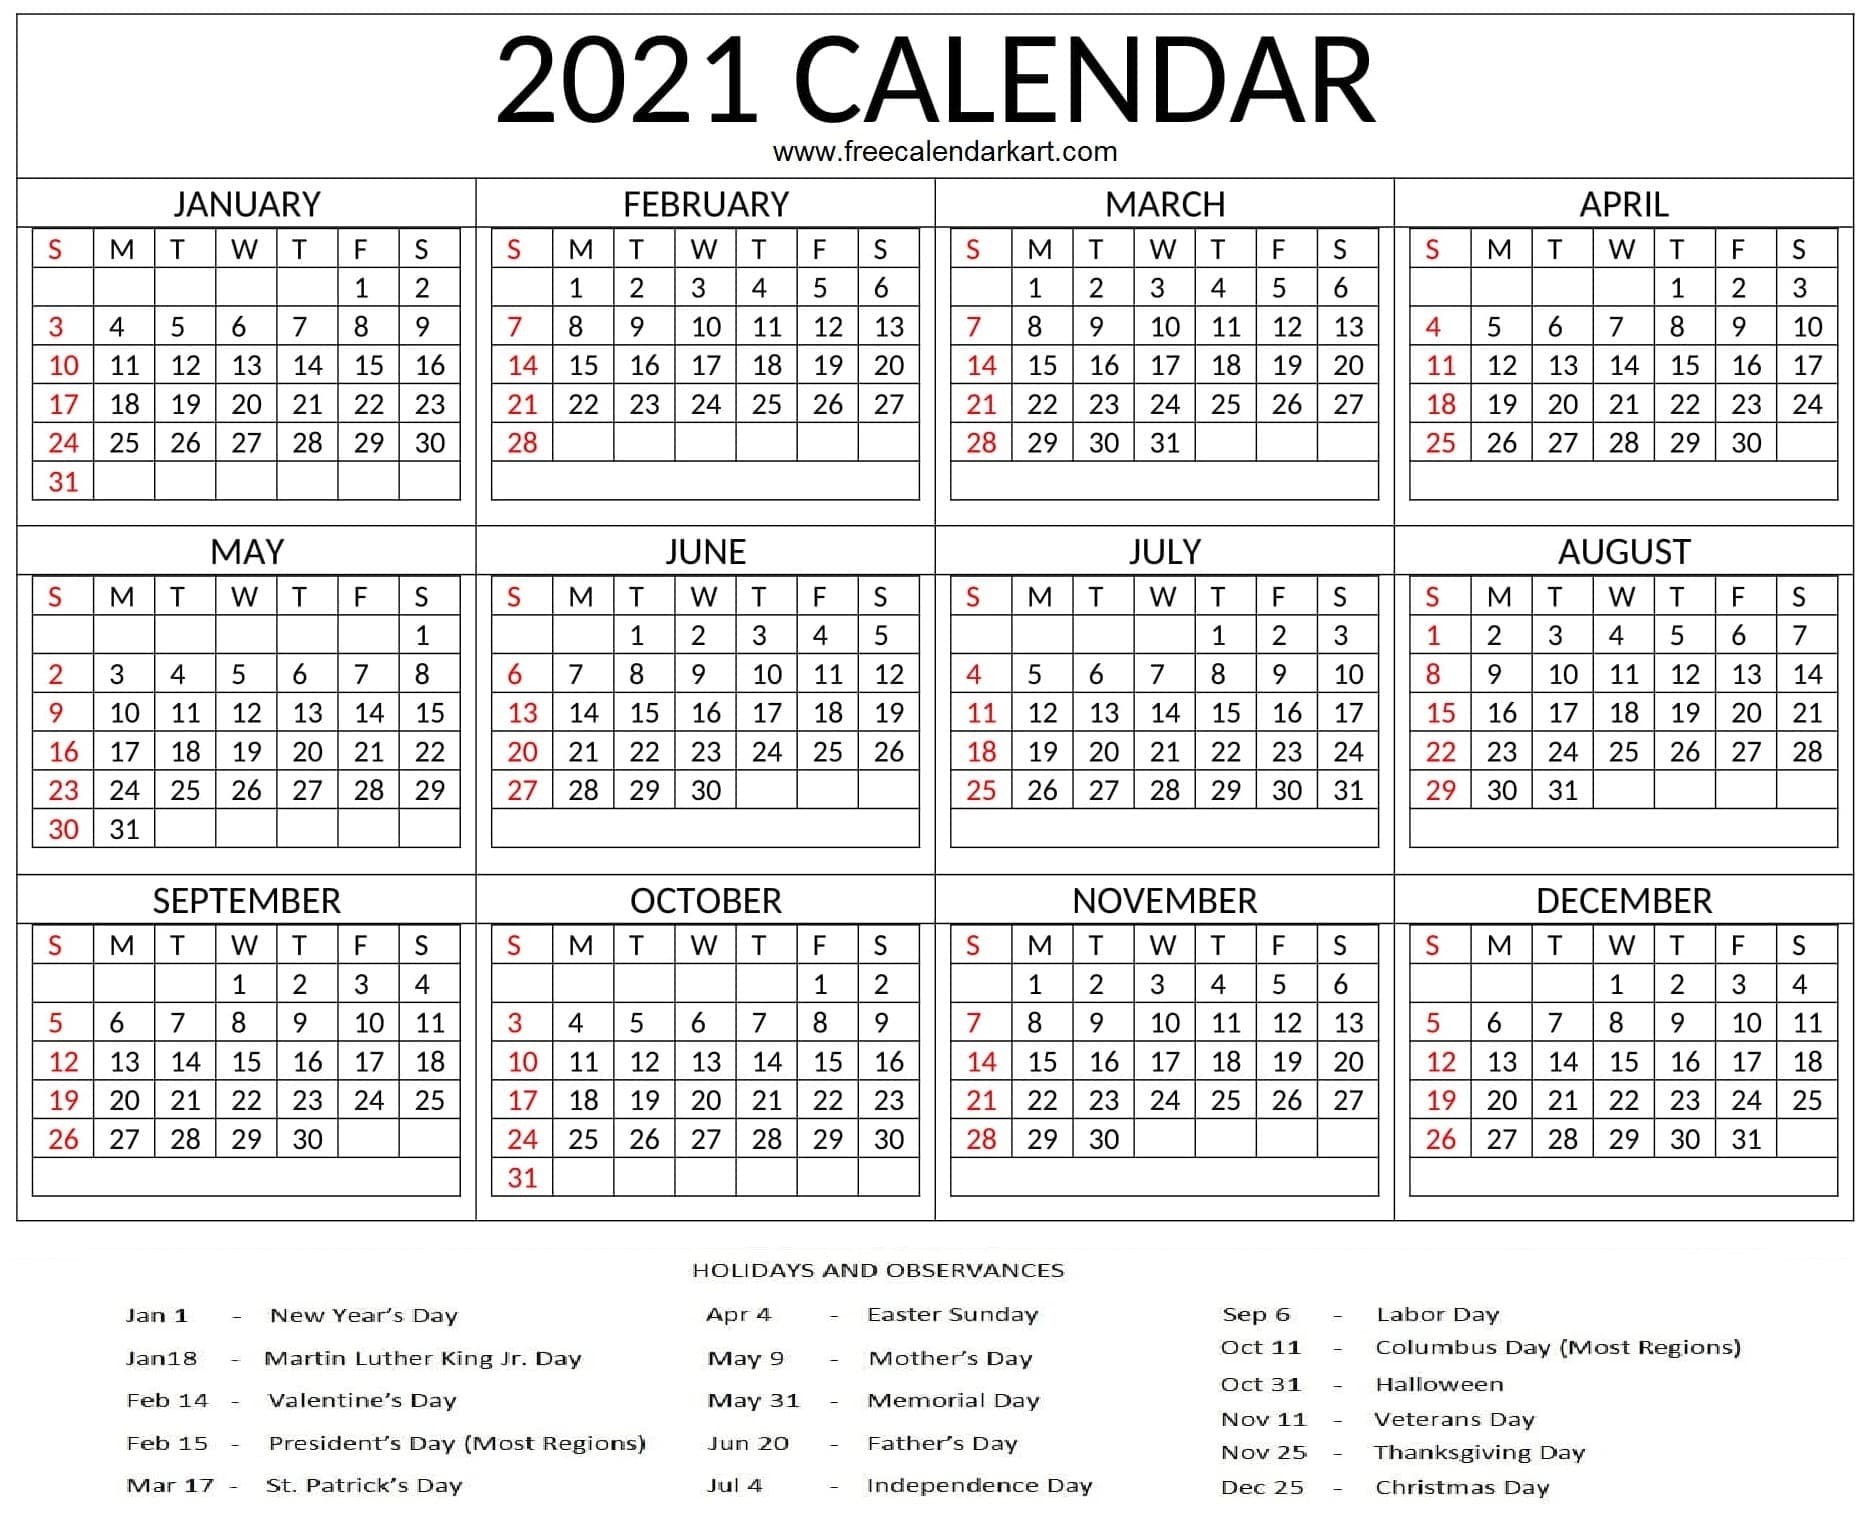 2021 CALENDAR
www.freecalendarkart.com
JANUARY
S M T W T F S
1 2
3 4 5 6 7 8 9
10 11 12 13 14 15 16
17 18 19 20 21 22 23
24 25 26 27 28 29 30
31
FEBRUARY
S M T W T F S
1 2 3 4 5 6
7 8 9 10 11 12 13
14 15 16 17 18 19 20
21 22 23 24 25 26 27
28
MARCH
S M T W T F S
1 2 3 4 5 6
7 8 9 10 11 12 13
14 15 16 17 18 19 20
21 22 23 24 25 26 27
28 29 30 31
APRIL
S M T W T F S
1 2 3
4 5 6 7 8 9 10
11 12 13 14 15 16 17
18 19 20 21 22 23 24
25 26 27 28 29 30
MAY
S M T W T F S
1
2 3 4 5 6 7 8
9 10 11 12 13 14 15
16 17 18 19 20 21 22
23 24 25 26 27 28 29
30 31
JUNE
S M T W T F S
1 2 3 4 5
6 7 8 9 10 11 12
13 14 15 16 17 18 19
20 21 22 23 24 25 26
27 28 29 30
JULY
S M T W T F S
1 2 3
4 5 6 7 8 9 10
11 12 13 14 15 16 17
18 19 20 21 22 23 24
25 26 27 28 29 30 31
AUGUST
S M T W T F S
1 2 3 4 5 6 7
8 9 10 11 12 13 14
15 16 17 18 19 20 21
22 23 24 25 26 27 28
29 30 31
SEPTEMBER
S M T W T F S
1 2 3 4
5 6 7 8 9 10 11
12 13 14 15 16 17 18
19 20 21 22 23 24 25
26 27 28 29 30
OCTOBER
S M T W T F S
1 2
3 4 5 6 7 8 9
10 11 12 13 14 15 16
17 18 19 20 21 22 23
24 25 26 27 28 29 30
31
NOVEMBER
S M T W T F S
1 2 3 4 5 6
7 8 9 10 11 12 13
14 15 16 17 18 19 20
21 22 23 24 25 26 27
28 29 30
DECEMBER
S M T W T F S
1 2 3 4
5 6 7 8 9 10 11
12 13 14 15 16 17 18
19 20 21 22 23 24 25
26 27 28 29 30 31
HOLIDAYS AND OBSERVANCES
Jan 1 - New Year's Day
Jan18 - Martin Luther King Jr. Day
Feb 14 - Valentine's Day
Feb 15 - President's Day (Most Regions)
Mar 17 - St. Patrick's Day
Apr 4 - Easter Sunday
May 9 - Mother's Day
May 31 - Memorial Day
Jun 20 - Father's Day
Jul 4 - Independence Day
Sep 6 - Labor Day
Oct 11 - Columbus Day (Most Regions)
Oct 31 - Halloween
Nov 11 - Veterans Day
Nov 25 - Thanksgiving Day
Dec 25 - Christmas Day